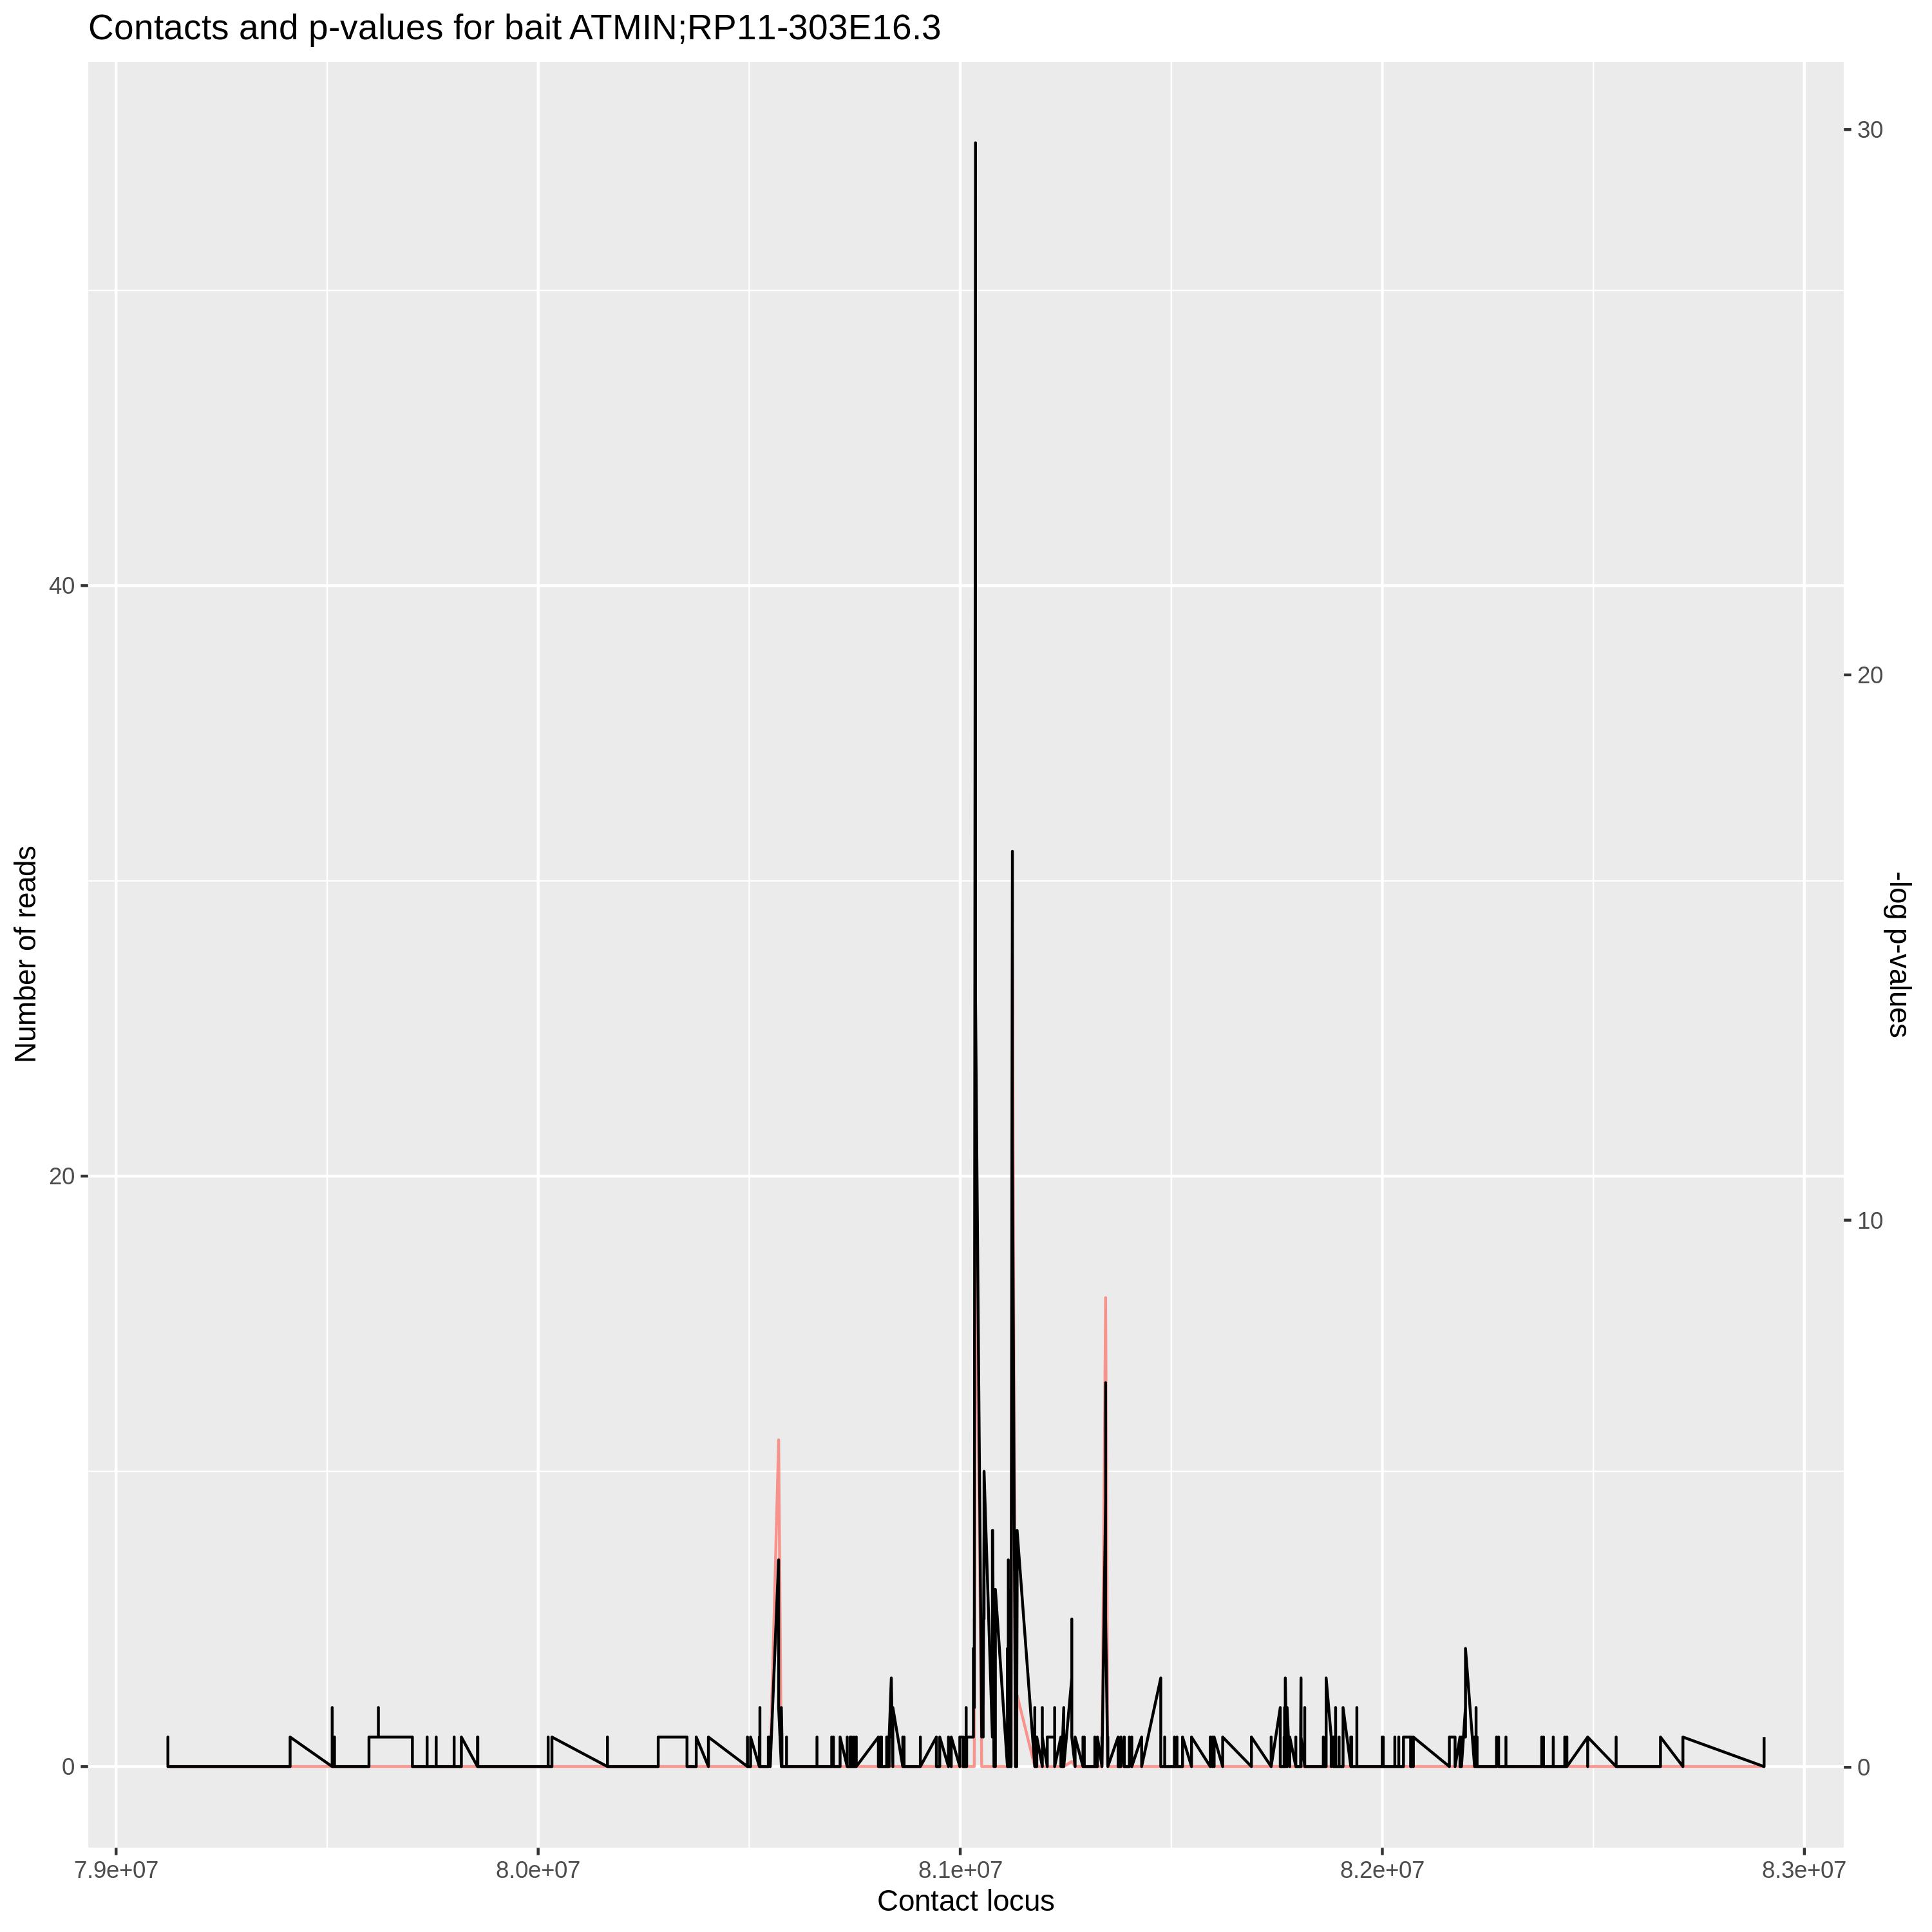 Contacts and p-values for bait ATMIN;RP11-303E16.3
30
40
20
20
10
0
0
Number of reads
-log p-values
7.9e+07 8.0e+07 8.1e+07 8.2e+07 8.3e+07
Contact locus